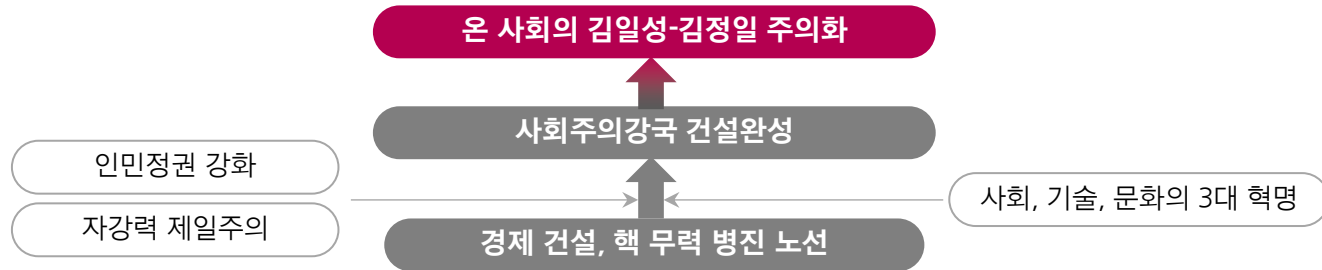 온 사회의 김일성-김정일 주의화
사회주의강국 건설완성
인민정권 강화
자강력 제일주의
사회, 기술, 문화의 3대 혁명
경제 건설, 핵 무력 병진 노선